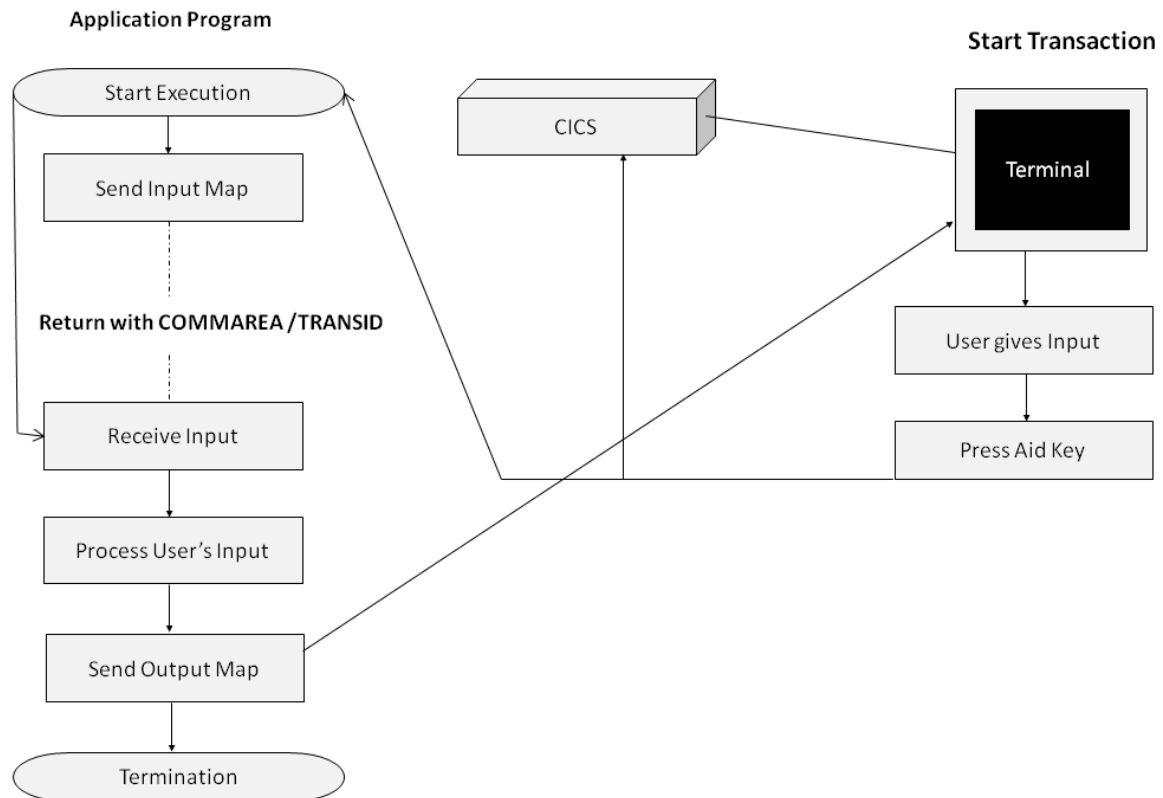 Application Program
Start Transaction
Start Execution
CICS
Terminal
Send Input Map
Return with COMMAREA /TRANSID
User gives Input
Receive Input
Press Aid Key
Process User’s Input
Send Output Map
Termination